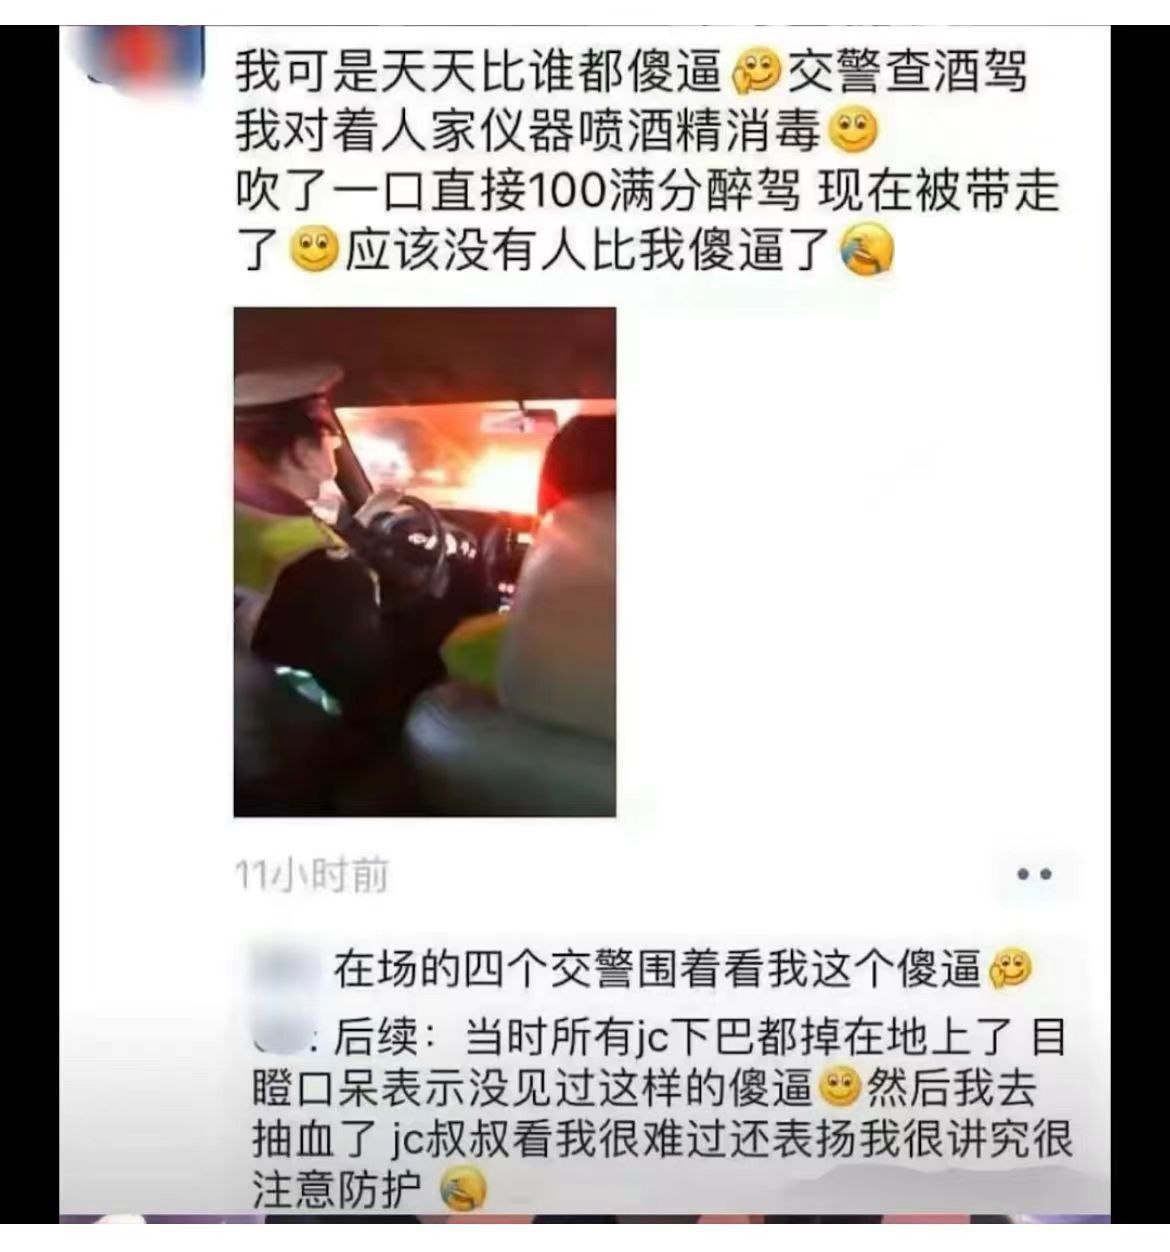 我可是天天比谁都傻逼交警查酒驾
我对着人家仪器喷酒精消毒
吹了一口直接100满分醉驾 现在被带走
了应该没有人比我傻逼了
11小时前
在场的四个交警围着看我这个傻逼
: 后续：当时所有jc下巴都掉在地上了 目
瞪口呆表示没见过这样的傻逼然后我去
抽血了 jc叔叔看我很难过还表扬我很讲究很
注意防护